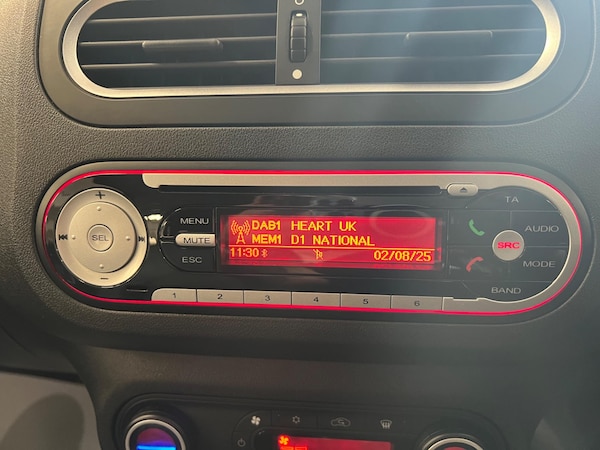 TA
MENU
MUTE
ESC
SEL
DAB1 HEART UK
MEM1 D1 NATIONAL
11:30 02/08/25
AUDIO
SRC
MODE
BAND
1 2 3 4 5 6